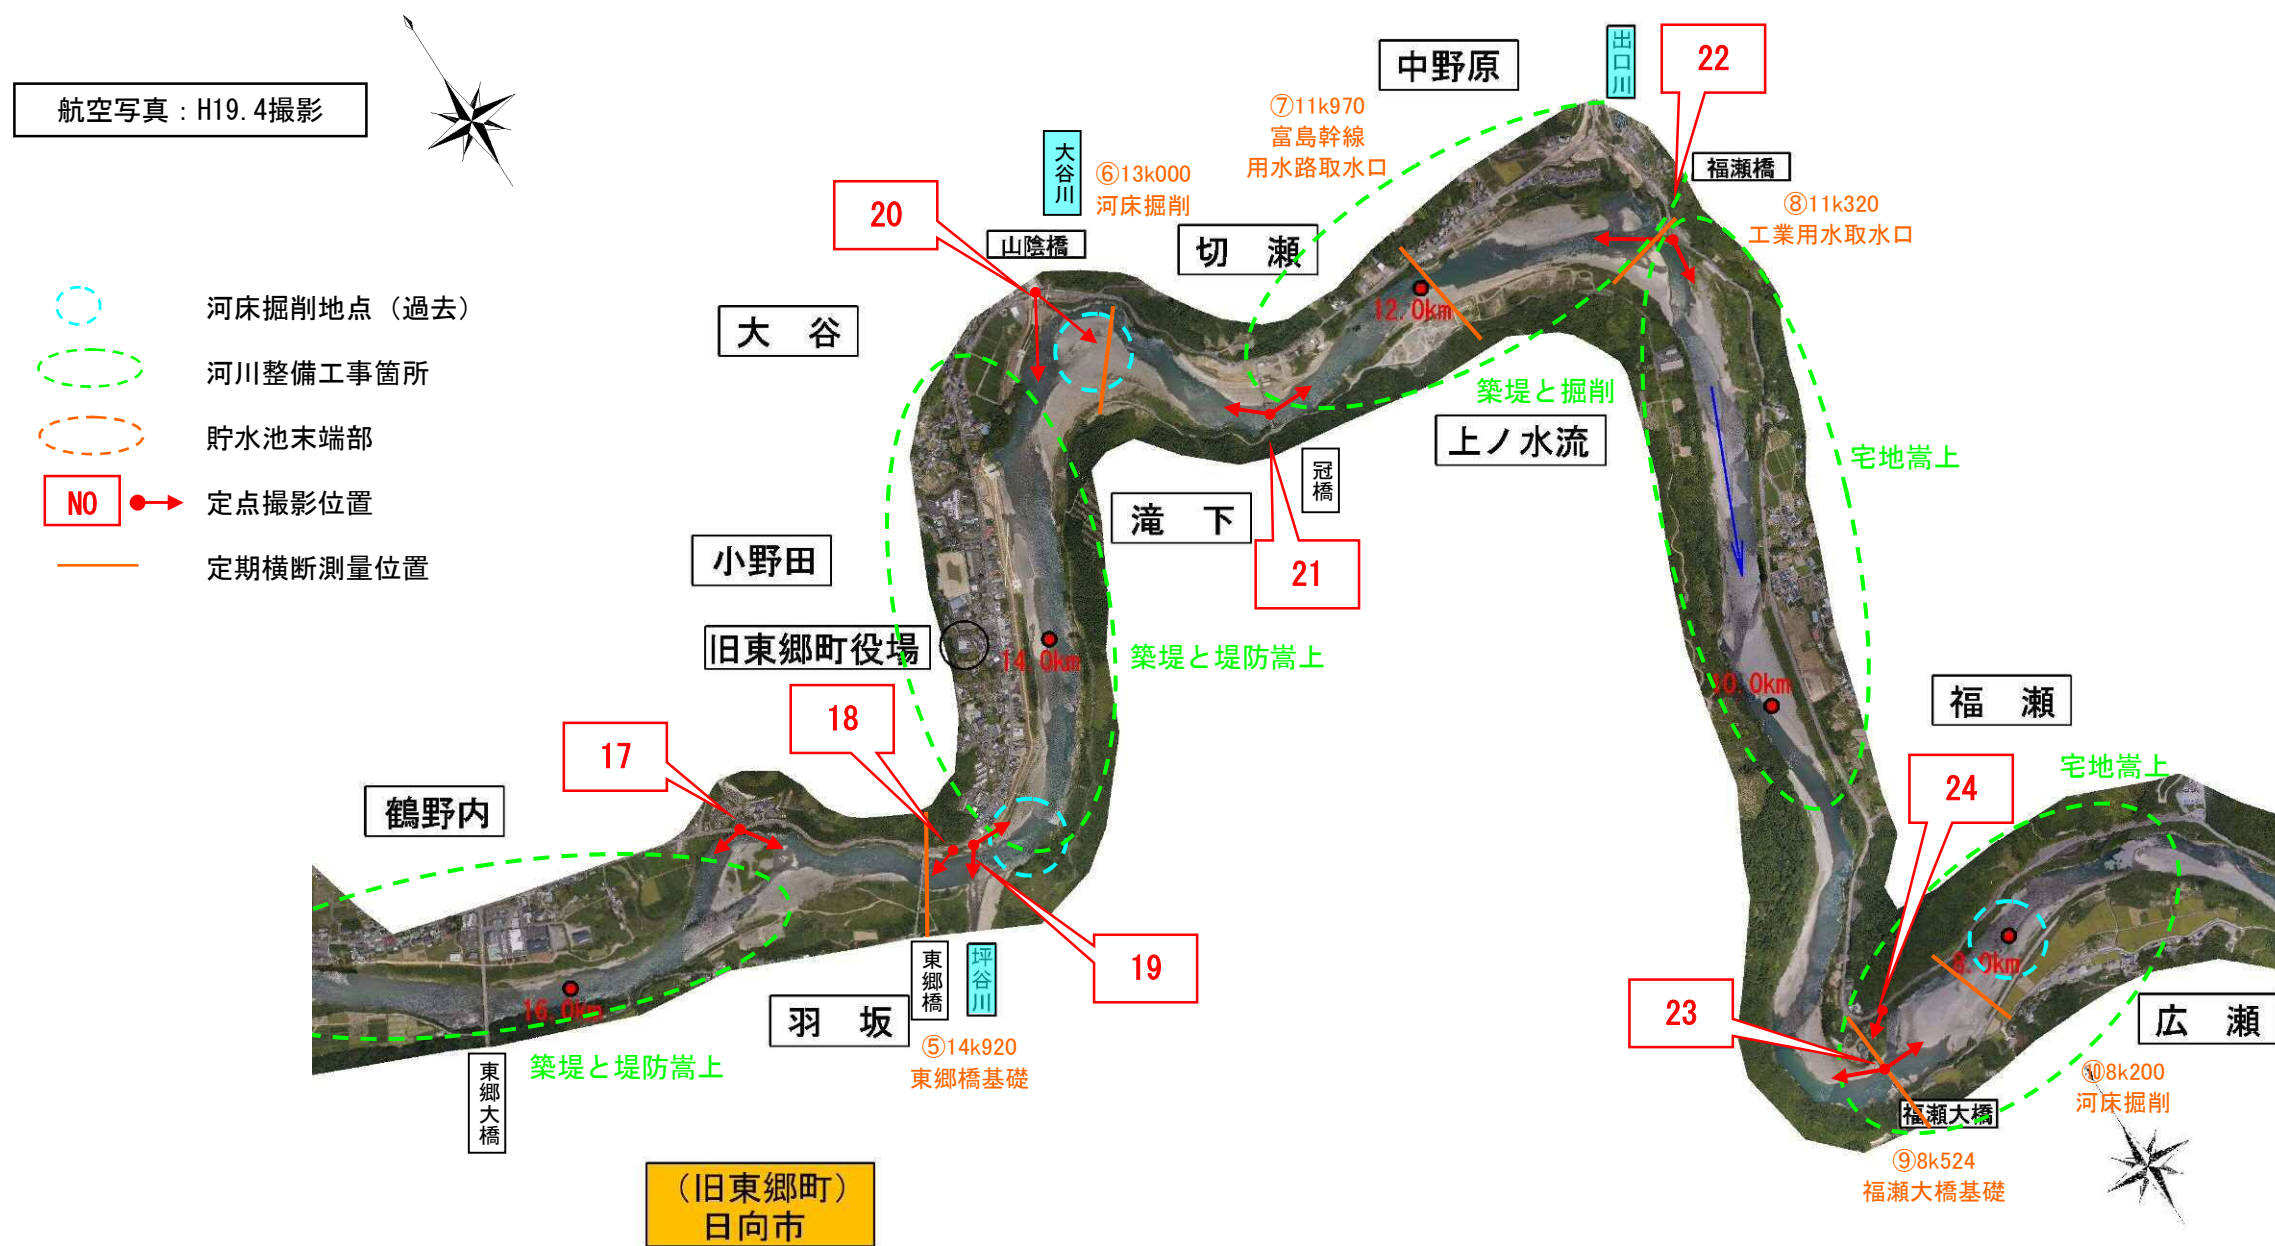 航空写真：H19.4撮影
河床掘削地点（過去）
河川整備工事箇所
貯水池末端部
NO
定点撮影位置
定期横断測量位置
中野原
出口川
22
⑦11k970
富島幹線
用水路取水口
福瀬橋
⑧11k320
工業用水取水口
大谷川
⑥13k000
河床掘削
20
山陰橋
切　瀬
大　谷
12.0km
築堤と掘削
上ノ水流
宅地嵩上
冠橋
滝　下
21
小野田
旧東郷町役場
14.0km
築堤と堤防嵩上
10.0km
福　瀬
18
17
宅地嵩上
24
鶴野内
19
東郷橋
坪谷川
8.0km
16.0km
羽　坂
23
広　瀬
⑤14k920
東郷橋基礎
築堤と堤防嵩上
東郷大橋
⑩8k200
河床掘削
福瀬大橋
⑨8k524
福瀬大橋基礎
（旧東郷町）
日向市